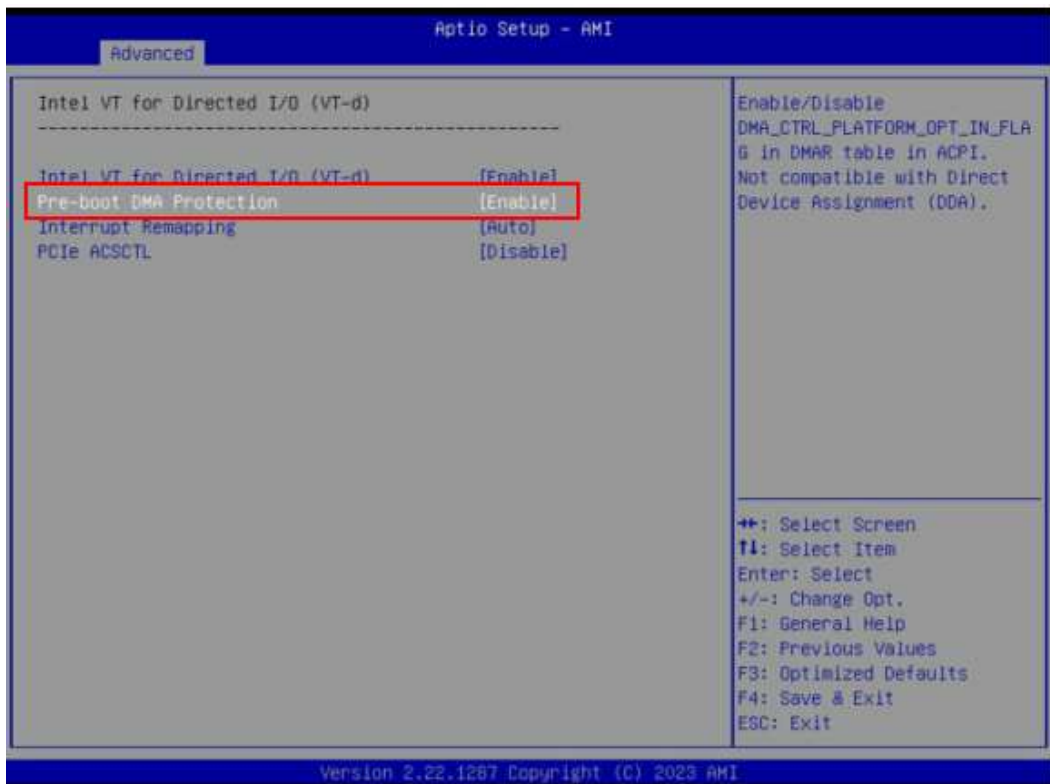 Aptio Setup - AMI
Advanced
Intel VT for Directed I/O (VT-d)
----------------------------------------------------
Intel VT for Directed I/O (VT-d) [Enable]
Pre-boot DMA Protection [Enable]
Interrupt Remapping [Auto]
PCIe ACSCTL [Disable]
Enable/Disable
DMA_CTRL_PLATFORM_OPT_IN_FLA
G in DMAR table in ACPI.
Not compatible with Direct
Device Assignment (DDA).
→←: Select Screen
↑↓: Select Item
Enter: Select
+/-: Change Opt.
F1: General Help
F2: Previous Values
F3: Optimized Defaults
F4: Save & Exit
ESC: Exit
Version 2.22.1287 Copyright (C) 2023 AMI